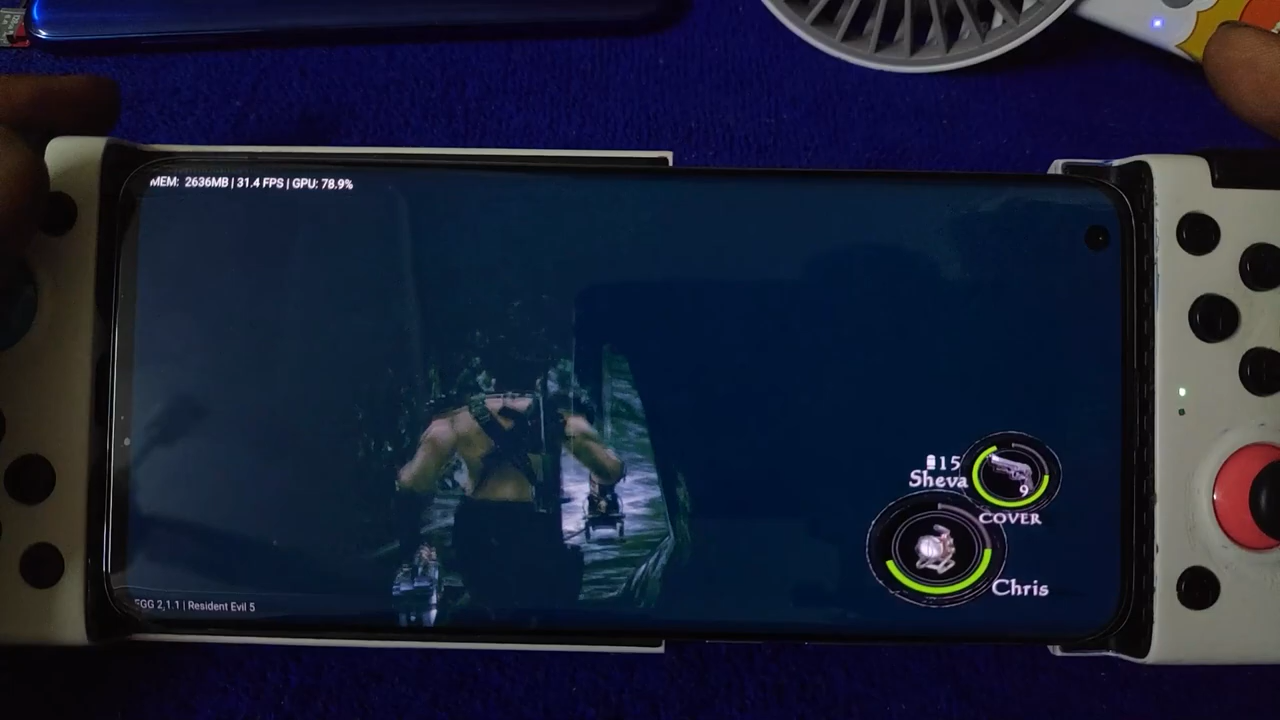 MEM: 2636MB | 31.4 FPS | GPU: 78.9%
15
Sheva
9
COVER
Chris
EGG 2.1.1 | Resident Evil 5